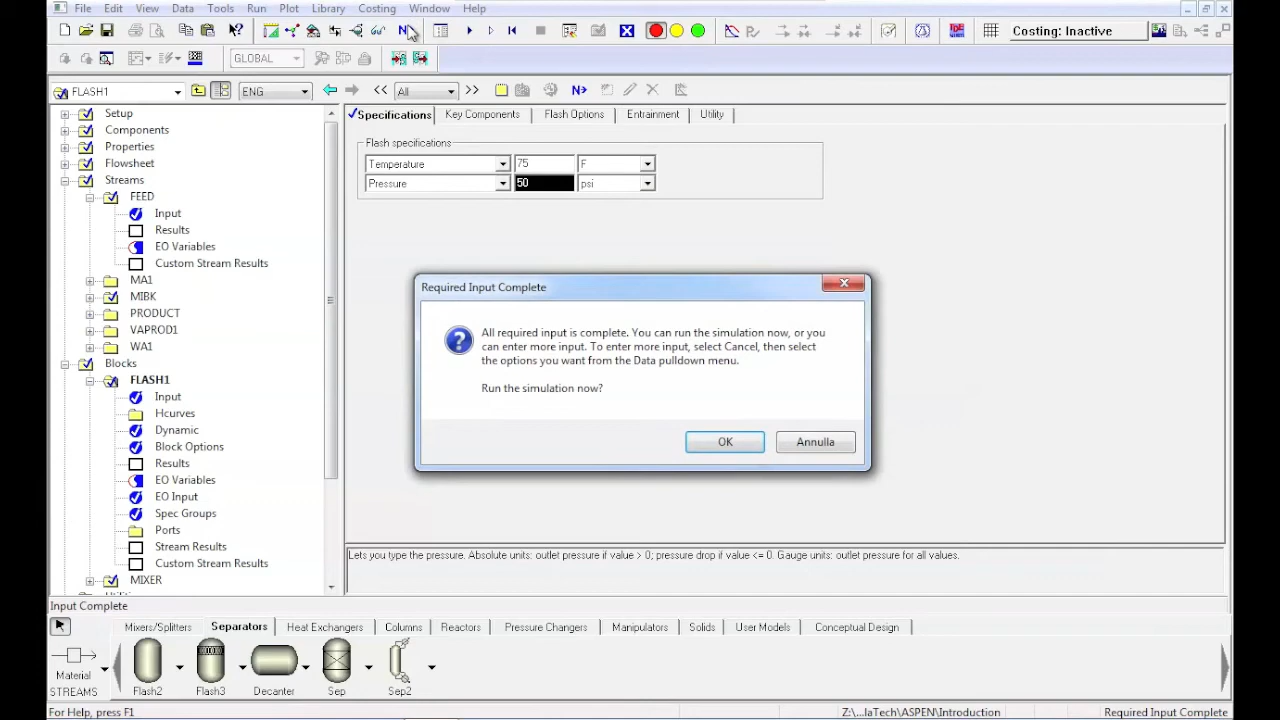 File Edit View Data Tools Run Plot Library Costing Window Help
N>
GLOBAL
Costing: Inactive
FLASH1
ENG
<< All >>
N>
Setup
Components
Properties
Flowsheet
Streams
FEED
Input
Results
EO Variables
Custom Stream Results
MA1
MIBK
PRODUCT
VAPROD1
WA1
Blocks
FLASH1
Input
Hcurves
Dynamic
Block Options
Results
EO Variables
EO Input
Spec Groups
Ports
Stream Results
Custom Stream Results
MIXER
Specifications Key Components Flash Options Entrainment Utility
Flash specifications
Temperature 75 F
Pressure 50 psi
Required Input Complete
All required input is complete. You can run the simulation now, or you
can enter more input. To enter more input, select Cancel, then select
the options you want from the Data pulldown menu.
Run the simulation now?
OK Annulla
Lets you type the pressure. Absolute units: outlet pressure if value > 0; pressure drop if value <= 0. Gauge units: outlet pressure for all values.
Input Complete
Mixers/Splitters Separators Heat Exchangers Columns Reactors Pressure Changers Manipulators Solids User Models Conceptual Design
Material
STREAMS
Flash2 Flash3 Decanter Sep Sep2
For Help, press F1
Z:\...laTech\ASPEN\Introduction
Required Input Complete